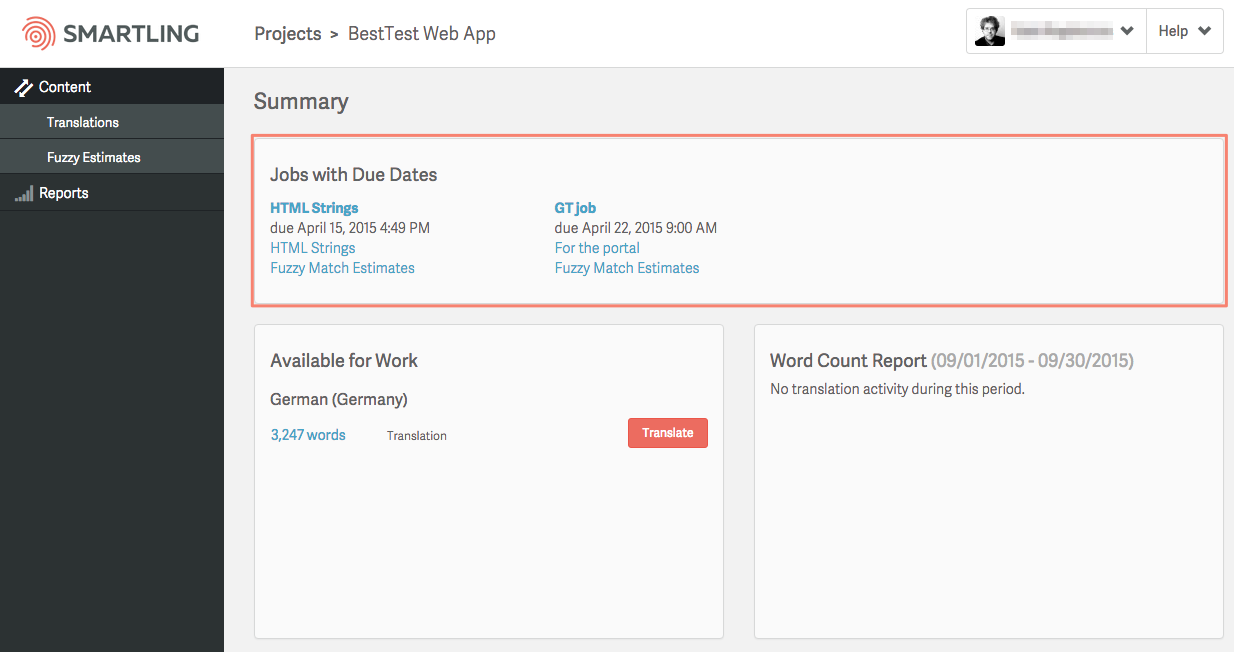 SMARTLING
Projects > BestTest Web App
Help
Content
Translations
Fuzzy Estimates
Reports
Summary
Jobs with Due Dates
HTML Strings
due April 15, 2015 4:49 PM
HTML Strings
Fuzzy Match Estimates
GT job
due April 22, 2015 9:00 AM
For the portal
Fuzzy Match Estimates
Available for Work
German (Germany)
3,247 words
Translation
Translate
Word Count Report (09/01/2015 - 09/30/2015)
No translation activity during this period.